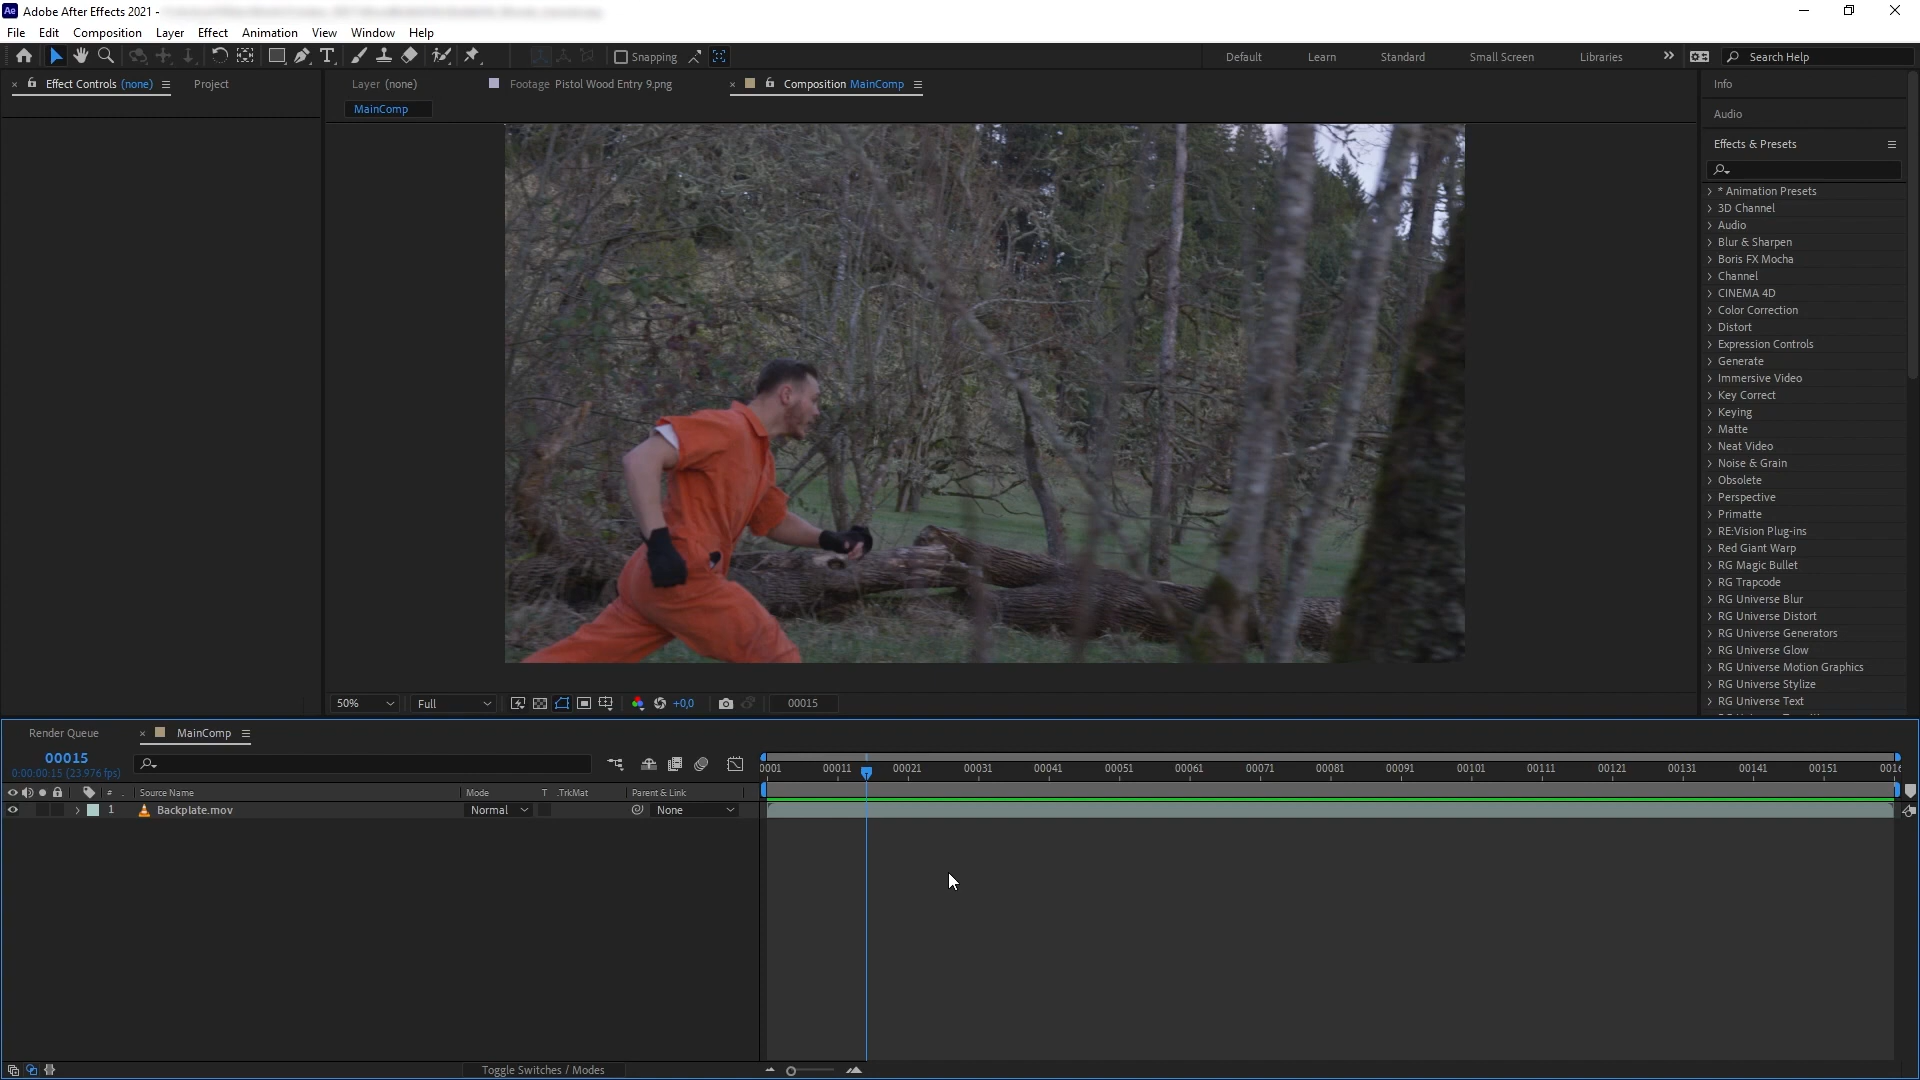 Ae Adobe After Effects 2021 -
File Edit Composition Layer Effect Animation View Window Help
T Snapping Default Learn Standard Small Screen Libraries » Search Help
× Effect Controls (none) Project
Layer (none) Footage Pistol Wood Entry 9.png × Composition MainComp
MainComp
Info
Audio
Effects & Presets
* Animation Presets
3D Channel
Audio
Blur & Sharpen
Boris FX Mocha
Channel
CINEMA 4D
Color Correction
Distort
Expression Controls
Generate
Immersive Video
Key Correct
Keying
Matte
Neat Video
Noise & Grain
Obsolete
Perspective
Primatte
RE:Vision Plug-ins
Red Giant Warp
RG Magic Bullet
RG Trapcode
RG Universe Blur
RG Universe Distort
RG Universe Generators
RG Universe Glow
RG Universe Motion Graphics
RG Universe Stylize
RG Universe Text
50% Full +0,0 00015
Render Queue × MainComp
00015
0:00:00:15 (23.976 fps)
0001 00011 00021 00031 00041 00051 00061 00071 00081 00091 00101 00111 00121 00131 00141 00151 0016
# . Source Name Mode T .TrkMat Parent & Link
1 Backplate.mov Normal None
Toggle Switches / Modes